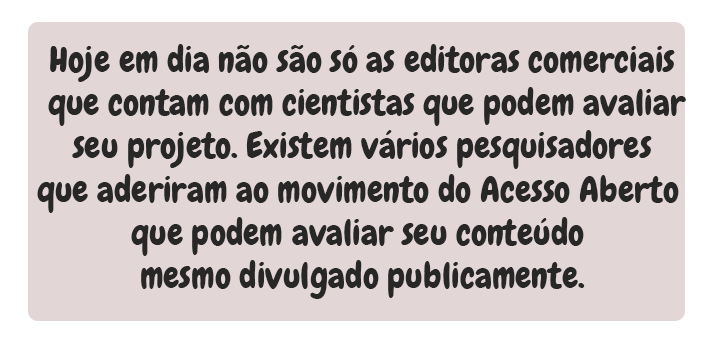 Hoje em dia não são só as editoras comerciais
que contam com cientistas que podem avaliar
seu projeto. Existem vários pesquisadores
que aderiram ao movimento do Acesso Aberto
que podem avaliar seu conteúdo
mesmo divulgado publicamente.